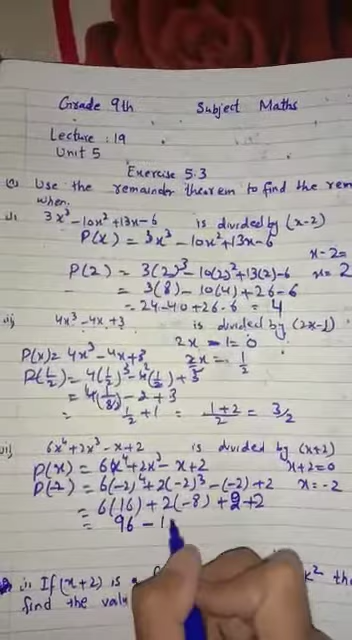 Grade 9th Subject Maths
Lecture : 19
Unit 5
Exercise 5.3
Q1 Use the remainder theorem to find the rem
when.
i) 3x³ - 10x² + 13x - 6 is divided by (x-2)
P(x) = 3x³ - 10x² + 13x - 6
x - 2 =
P(2) = 3(2)³ - 10(2)² + 13(2) - 6 x = 2
= 3(8) - 10(4) + 26 - 6
= 24 - 40 + 26 - 6 = 4
ii) 4x³ - 4x + 3 is divided by (2x-1)
2x - 1 = 0
P(x) = 4x³ - 4x + 3 2x = 1/2
P(1/2) = 4(1/2)³ - 4(1/2) + 3
= 4(1/8) - 2 + 3
= 1/2 + 1 = 1+2/2 = 3/2
iii) 6x⁴ + 2x³ - x + 2 is divided by (x+2)
P(x) = 6x⁴ + 2x³ - x + 2 x + 2 = 0
P(-2) = 6(-2)⁴ + 2(-2)³ - (-2) + 2 x = -2
= 6(16) + 2(-8) + 2 + 2
= 96 - 1
If (x+2) is a x² th
find the valu